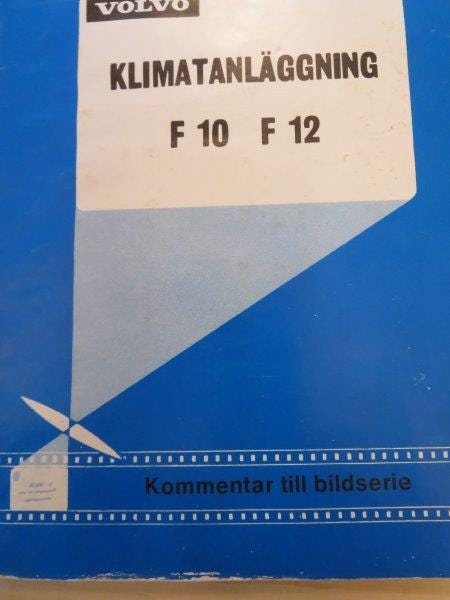 VOLVO
KLIMATANLÄGGNING
F 10 F 12
Kommentar till bildserie